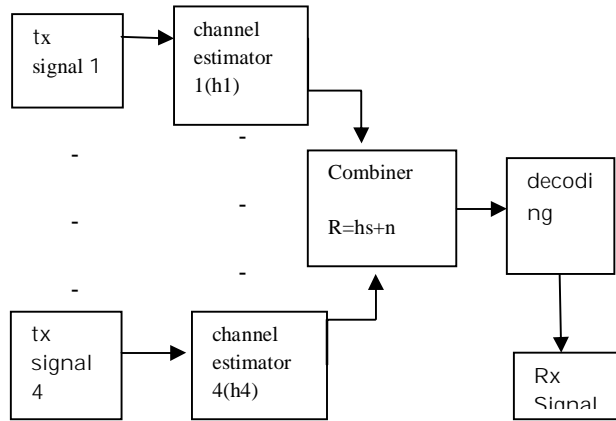 tx
signal 1
channel
estimator
1(h1)
-
-
-
-
-
-
Combiner
R=hs+n
decodi
ng
tx
signal
4
channel
estimator
4(h4)
Rx
Signal